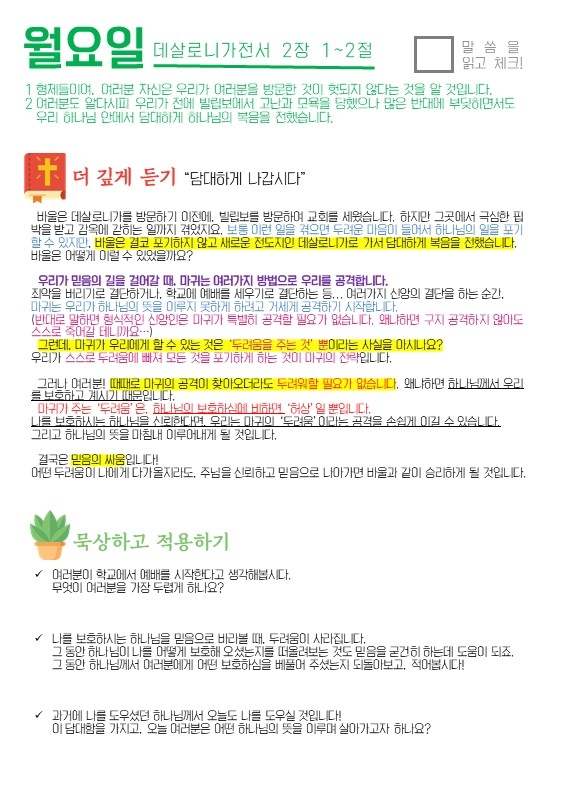 월요일 데살로니가전서 2장 1~2절
말 씀 을
읽고 체크!
1 형제들이여, 여러분 자신은 우리가 여러분을 방문한 것이 헛되지 않다는 것을 알 것입니다.
2 여러분도 알다시피 우리가 전에 빌립보에서 고난과 모욕을 당했으나 많은 반대에 부딪히면서도
우리 하나님 안에서 담대하게 하나님의 복음을 전했습니다.
더 깊게 듣기 “담대하게 나갑시다”
바울은 데살로니가를 방문하기 이전에, 빌립보를 방문하여 교회를 세웠습니다. 하지만 그곳에서 극심한 핍
박을 받고 감옥에 갇히는 일까지 겪었지요. 보통 이런 일을 겪으면 두려운 마음이 들어서 하나님의 일을 포기
할 수 있지만, 바울은 결코 포기하지 않고 새로운 전도지인 데살로니가로 가서 담대하게 복음을 전했습니다.
바울은 어떻게 이럴 수 있었을까요?
우리가 믿음의 길을 걸어갈 때, 마귀는 여러가지 방법으로 우리를 공격합니다.
죄악을 버리기로 결단하거나, 학교에 예배를 세우기로 결단하는 등... 여러가지 신앙의 결단을 하는 순간,
마귀는 우리가 하나님의 뜻을 이루지 못하게 하려고 거세게 공격하기 시작합니다.
(반대로 말하면 형식적인 신앙인은 마귀가 특별히 공격할 필요가 없습니다. 왜냐하면 구지 공격하지 않아도
스스로 죽어갈 테니까요…)
그런데, 마귀가 우리에게 할 수 있는 것은 ‘두려움을 주는 것’ 뿐이라는 사실을 아시나요?
우리가 스스로 두려움에 빠져 모든 것을 포기하게 하는 것이 마귀의 전략입니다.
그러나 여러분! 때때로 마귀의 공격이 찾아오더라도 두려워할 필요가 없습니다. 왜냐하면 하나님께서 우리
를 보호하고 계시기 때문입니다.
마귀가 주는 ‘두려움’은, 하나님의 보호하심에 비하면, ‘허상’일 뿐입니다.
나를 보호하시는 하나님을 신뢰한다면, 우리는 마귀의 ‘두려움’이라는 공격을 손쉽게 이길 수 있습니다.
그리고 하나님의 뜻을 마침내 이루어내게 될 것입니다.
결국은 믿음의 싸움입니다!
어떤 두려움이 나에게 다가올지라도, 주님을 신뢰하고 믿음으로 나아가면 바울과 같이 승리하게 될 것입니다.
묵상하고 적용하기
✓ 여러분이 학교에서 예배를 시작한다고 생각해봅시다.
무엇이 여러분을 가장 두렵게 하나요?
✓ 나를 보호하시는 하나님을 믿음으로 바라볼 때, 두려움이 사라집니다.
그 동안 하나님이 나를 어떻게 보호해 오셨는지를 떠올려보는 것도 믿음을 굳건히 하는데 도움이 되죠.
그 동안 하나님께서 여러분에게 어떤 보호하심을 베풀어 주셨는지 되돌아보고, 적어봅시다!
✓ 과거에 나를 도우셨던 하나님께서 오늘도 나를 도우실 것입니다!
이 담대함을 가지고, 오늘 여러분은 어떤 하나님의 뜻을 이루며 살아가고자 하나요?